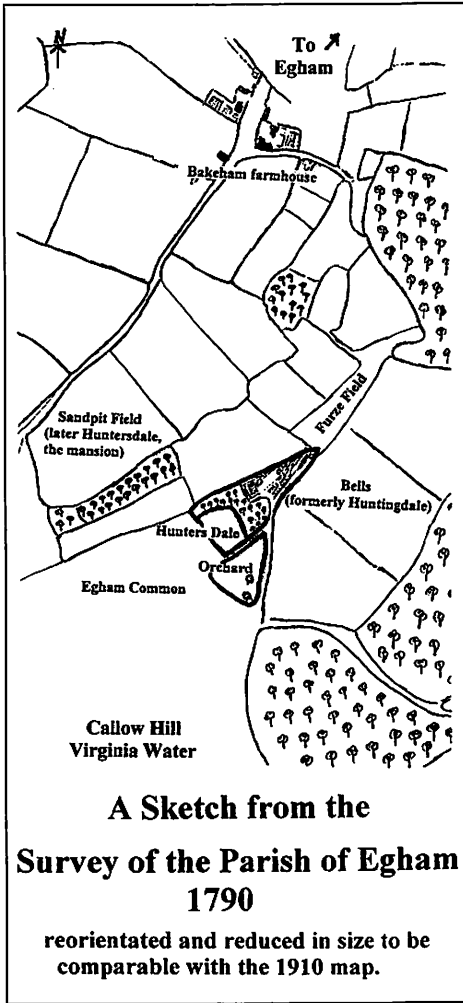 N
To
Egham
Bakeham farmhouse
Furze Field
Sandpit Field
(later Huntersdale,
the mansion)
Bells
(formerly Huntingdale)
Hunters Dale
Orchard
Egham Common
Callow Hill
Virginia Water
A Sketch from the
Survey of the Parish of Egham
1790
reorientated and reduced in size to be
comparable with the 1910 map.